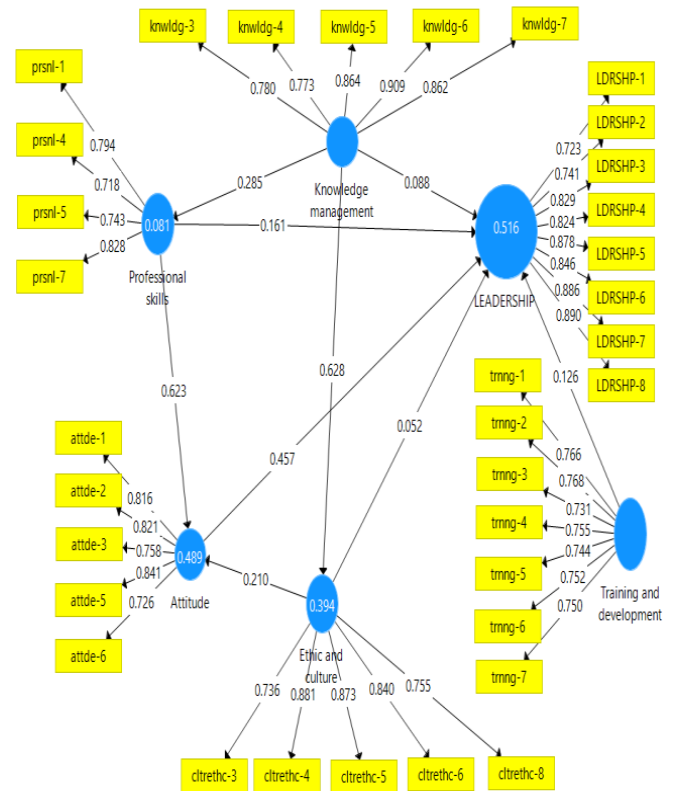 knwldg-3
knwldg-4
knwldg-5
knwldg-6
knwldg-7
prsnl-1
prsnl-4
prsnl-5
prsnl-7
LDRSHP-1
LDRSHP-2
LDRSHP-3
LDRSHP-4
LDRSHP-5
LDRSHP-6
LDRSHP-7
LDRSHP-8
0.780
0.773
0.864
0.909
0.862
0.794
0.718
0.743
0.828
0.723
0.741
0.829
0.824
0.878
0.846
0.886
0.890
0.285
0.088
Knowledge
management
0.081
0.161
0.516
Professional
skills
LEADERSHIP
0.623
0.628
0.457
0.052
0.126
trnng-1
trnng-2
trnng-3
trnng-4
trnng-5
trnng-6
trnng-7
0.766
0.768
0.731
0.755
0.744
0.752
0.750
Training and
development
attde-1
attde-2
attde-3
attde-5
attde-6
0.816
0.821
0.758
0.841
0.726
0.489
Attitude
0.210
0.394
Ethic and
culture
0.736
0.881
0.873
0.840
0.755
cltrethc-3
cltrethc-4
cltrethc-5
cltrethc-6
cltrethc-8